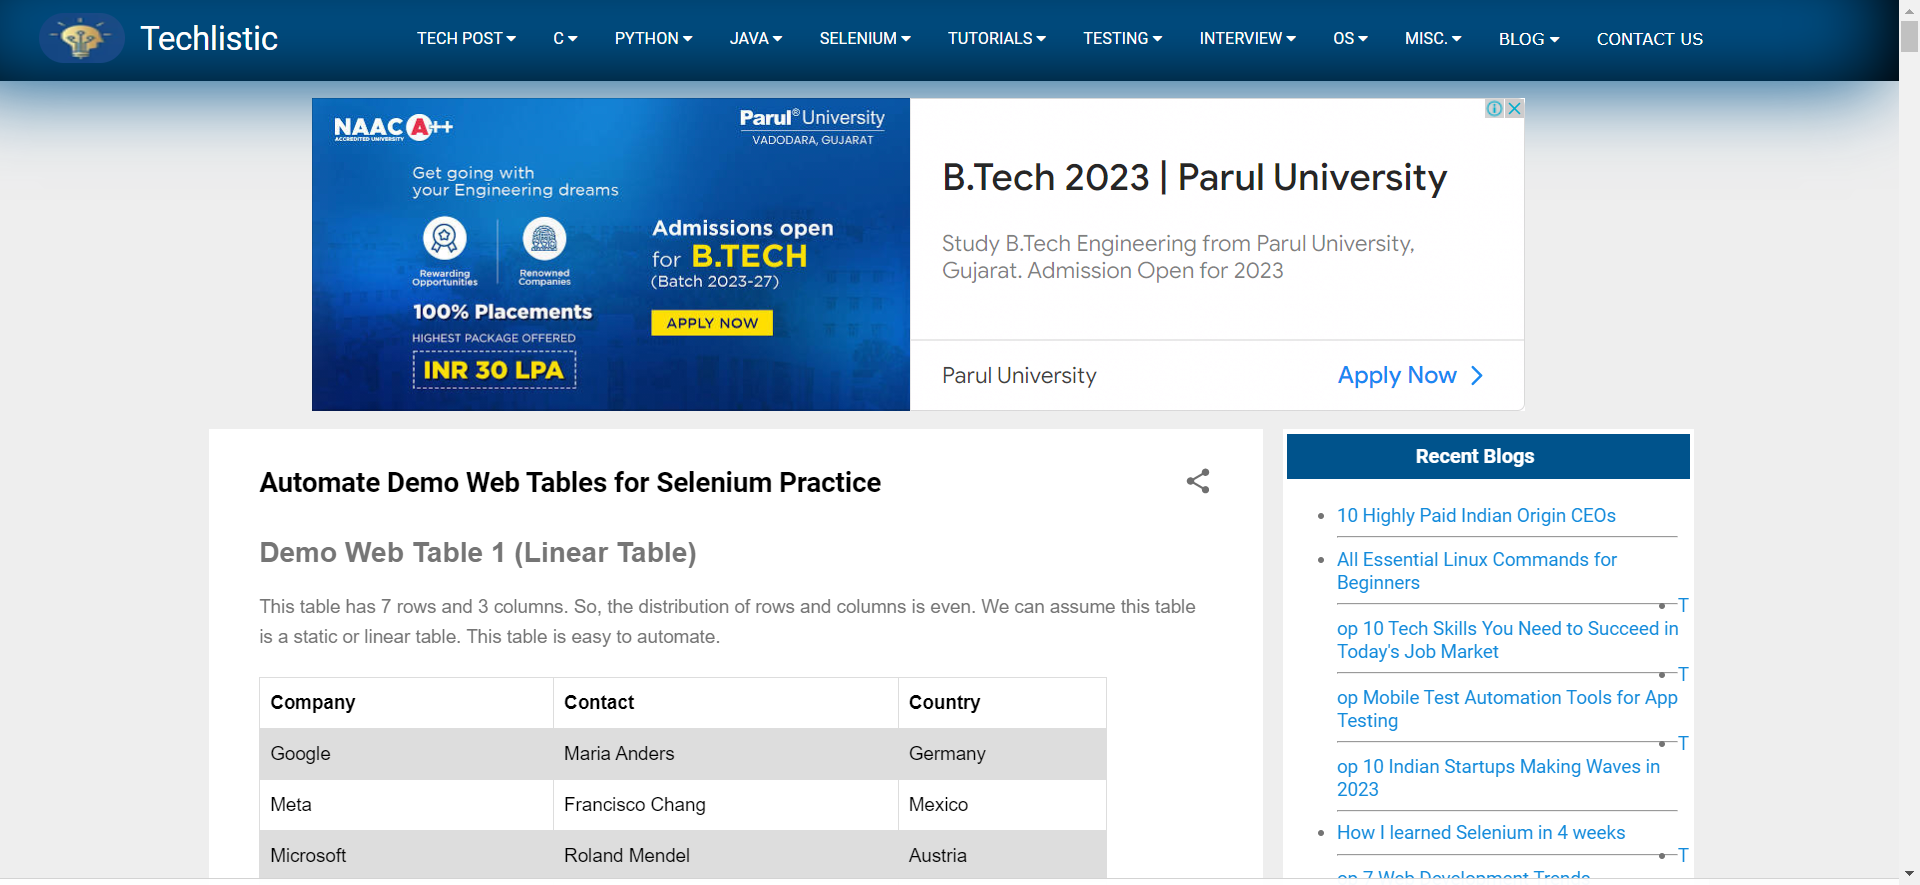 Techlistic
TECH POST C PYTHON JAVA SELENIUM TUTORIALS TESTING INTERVIEW OS MISC. BLOG CONTACT US
NAAC A++
ACCREDITED UNIVERSITY
Parul® University
VADODARA, GUJARAT
Get going with
your Engineering dreams
Rewarding
Opportunities
Renowned
Companies
100% Placements
HIGHEST PACKAGE OFFERED
INR 30 LPA
Admissions open
for B.TECH
(Batch 2023-27)
APPLY NOW
B.Tech 2023 | Parul University
Study B.Tech Engineering from Parul University,
Gujarat. Admission Open for 2023
Parul University
Apply Now
Automate Demo Web Tables for Selenium Practice
Demo Web Table 1 (Linear Table)
This table has 7 rows and 3 columns. So, the distribution of rows and columns is even. We can assume this table
is a static or linear table. This table is easy to automate.
Company Contact Country
Google Maria Anders Germany
Meta Francisco Chang Mexico
Microsoft Roland Mendel Austria
Recent Blogs
10 Highly Paid Indian Origin CEOs
All Essential Linux Commands for
Beginners
T
op 10 Tech Skills You Need to Succeed in
Today's Job Market
T
op Mobile Test Automation Tools for App
Testing
T
op 10 Indian Startups Making Waves in
2023
How I learned Selenium in 4 weeks
T
op 7 Web Development Trends